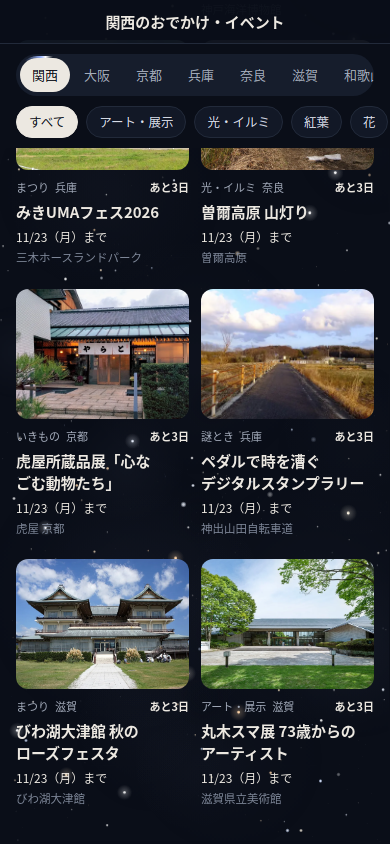 関西のおでかけ・イベント
関西 大阪 京都 兵庫 奈良 滋賀 和歌
すべて アート・展示 光・イルミ 紅葉 花
まつり 兵庫 あと3日
みきUMAフェス2026
11/23（月）まで
三木ホースランドパーク
光・イルミ 奈良 あと3日
曽爾高原 山灯り
11/23（月）まで
曽爾高原
やらと
いきもの 京都 あと3日
虎屋所蔵品展「心な
ごむ動物たち」
11/23（月）まで
虎屋 京都
謎とき 兵庫 あと3日
ペダルで時を漕ぐ
デジタルスタンプラリー
11/23（月）まで
神出山田自転車道
まつり 滋賀 あと3日
びわ湖大津館 秋の
ローズフェスタ
11/23（月）まで
びわ湖大津館
アート・展示 滋賀 あと3日
丸木スマ展 73歳からの
アーティスト
11/23（月）まで
滋賀県立美術館